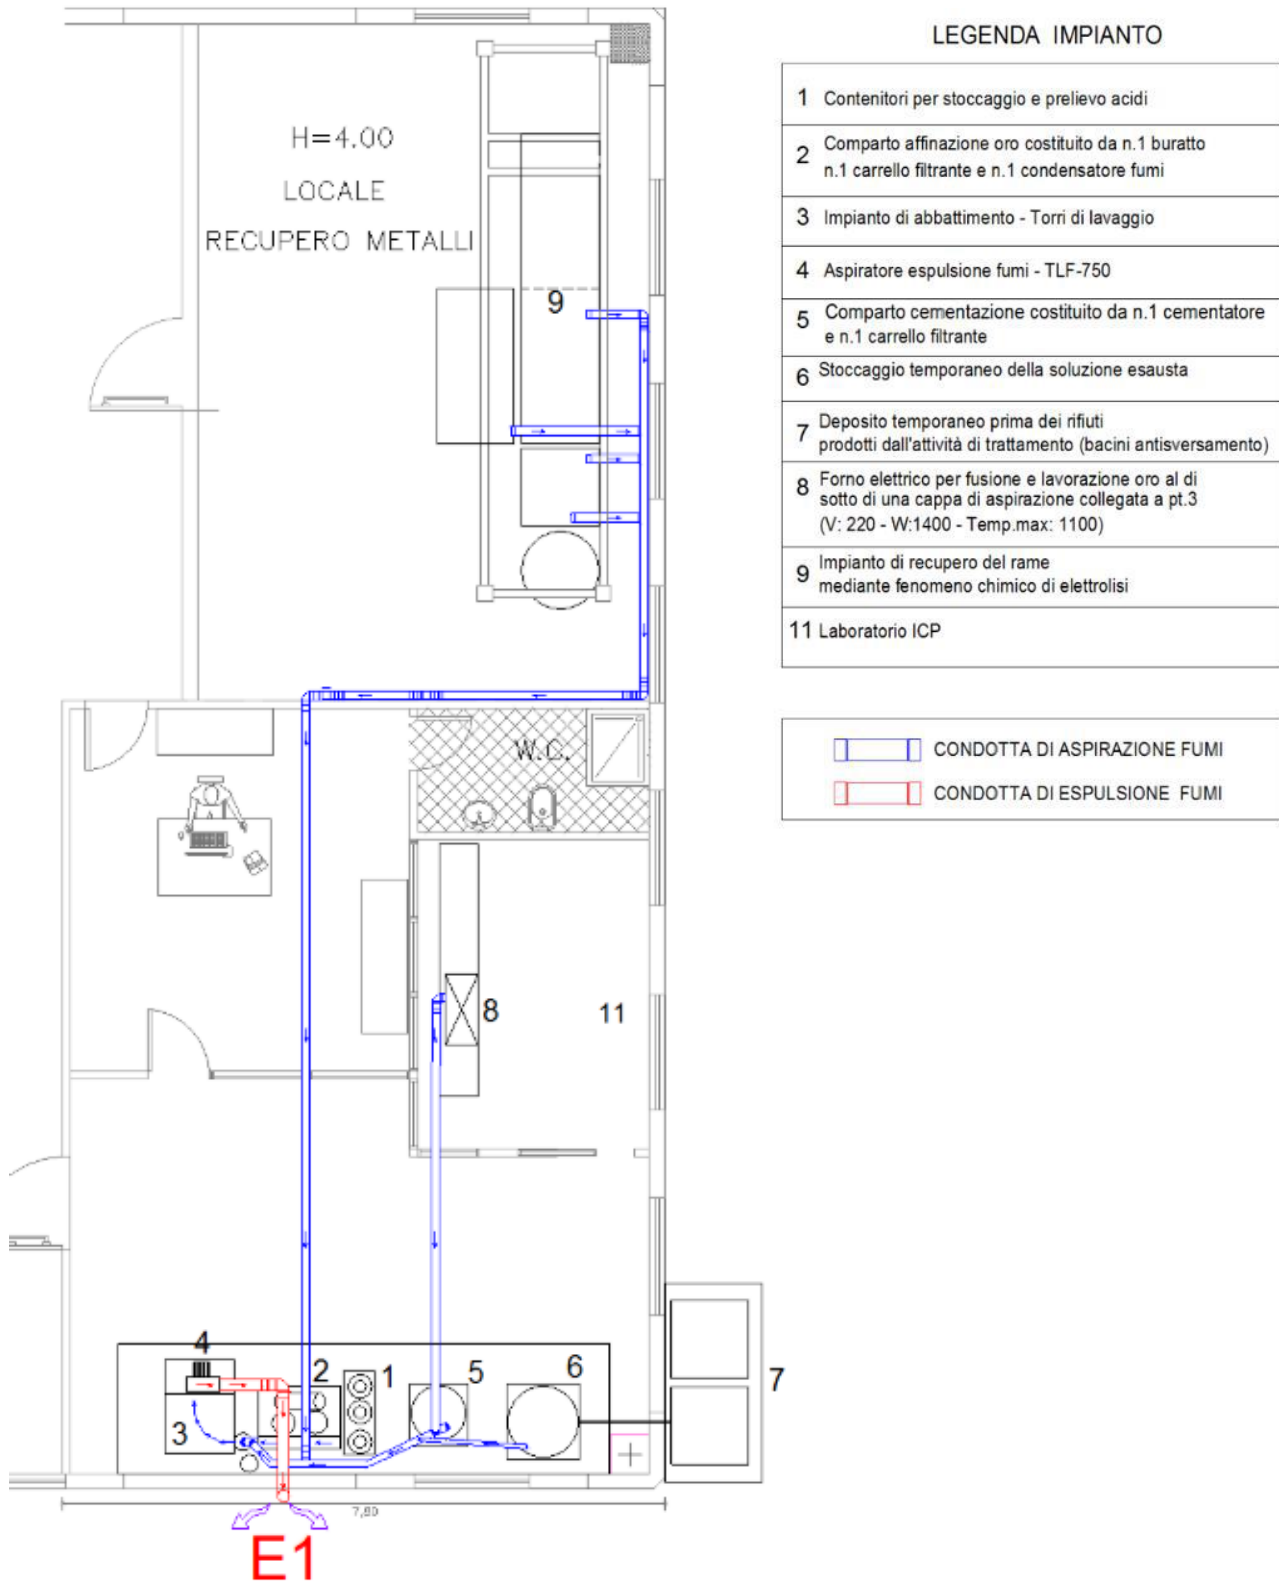 H=4.00
LOCALE
RECUPERO METALLI
9
W.C.
8
11
4
2
1
5
6
3
7
7,80
E1
LEGENDA IMPIANTO
1 Contenitori per stoccaggio e prelievo acidi
2 Comparto affinazione oro costituito da n.1 buratto
n.1 carrello filtrante e n.1 condensatore fumi
3 Impianto di abbattimento - Torri di lavaggio
4 Aspiratore espulsione fumi - TLF-750
5 Comparto cementazione costituito da n.1 cementatore
e n.1 carrello filtrante
6 Stoccaggio temporaneo della soluzione esausta
7 Deposito temporaneo prima dei rifiuti
prodotti dall'attività di trattamento (bacini antisversamento)
8 Forno elettrico per fusione e lavorazione oro al di
sotto di una cappa di aspirazione collegata a pt.3
(V: 220 - W:1400 - Temp.max: 1100)
9 Impianto di recupero del rame
mediante fenomeno chimico di elettrolisi
11 Laboratorio ICP
CONDOTTA DI ASPIRAZIONE FUMI
CONDOTTA DI ESPULSIONE FUMI